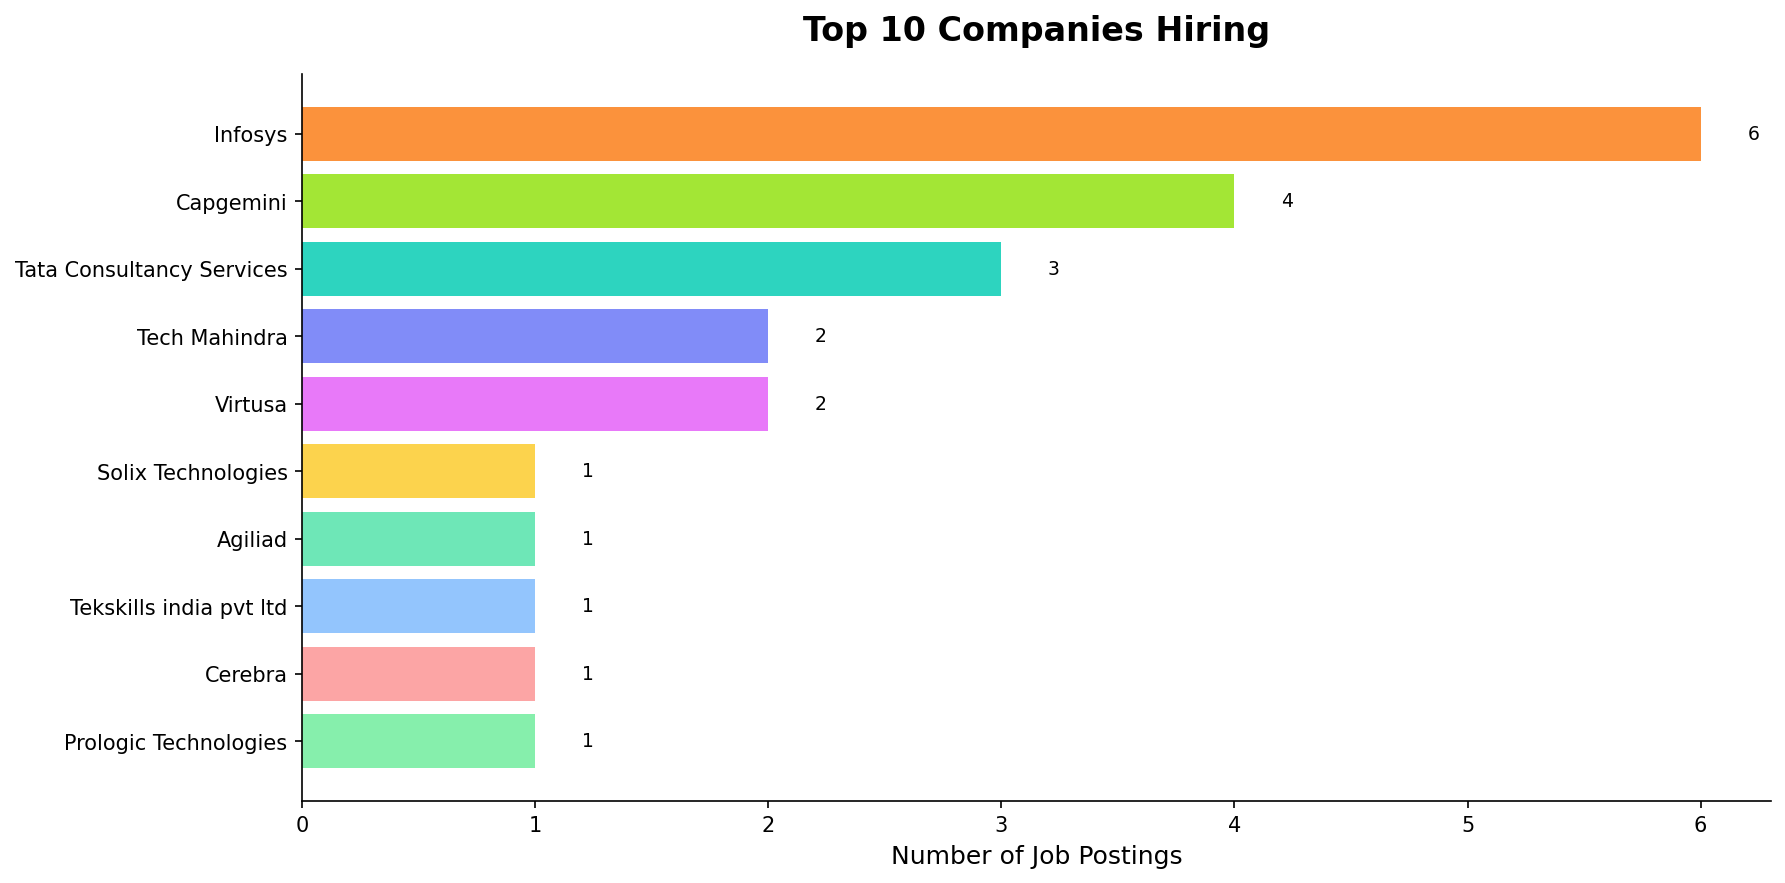 Top 10 Companies Hiring
Infosys 6
Capgemini 4
Tata Consultancy Services 3
Tech Mahindra 2
Virtusa 2
Solix Technologies 1
Agiliad 1
Tekskills india pvt ltd 1
Cerebra 1
Prologic Technologies 1
0 1 2 3 4 5 6
Number of Job Postings